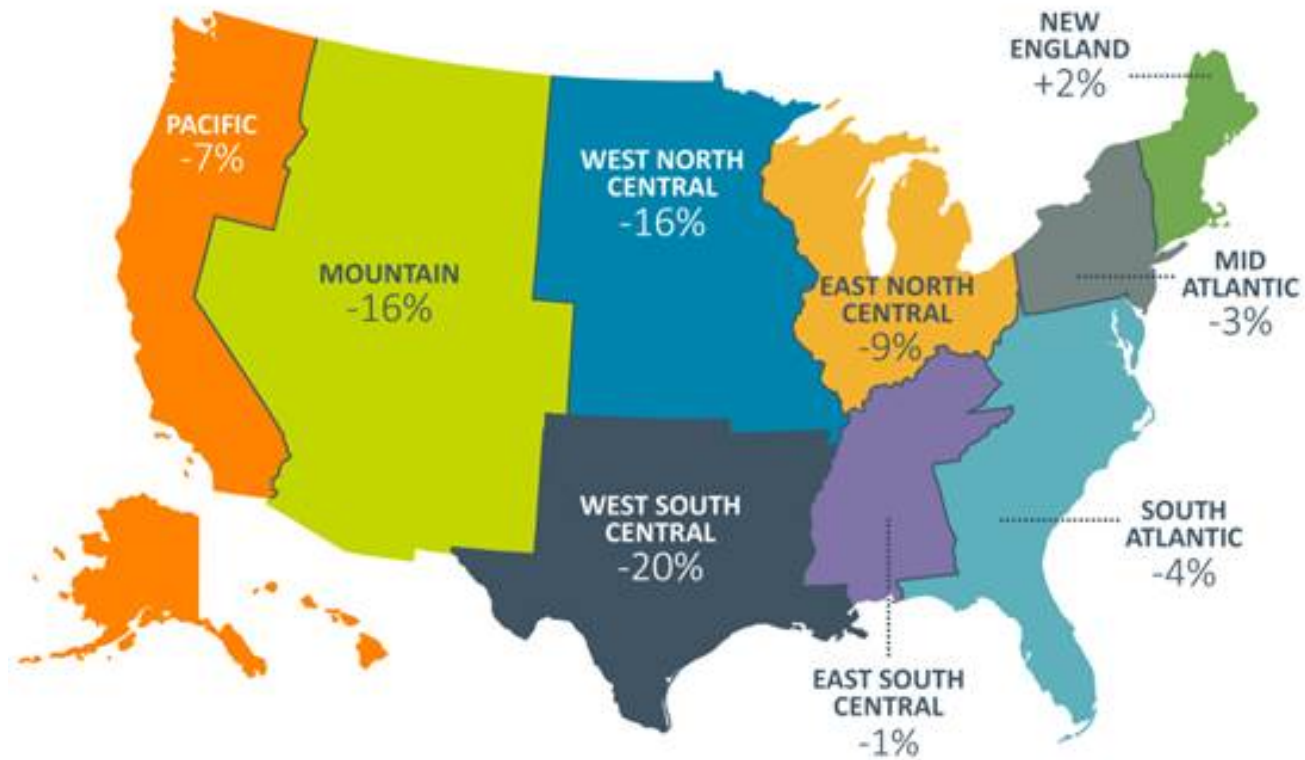 NEW
ENGLAND
+2%
PACIFIC
-7%
WEST NORTH
CENTRAL
-16%
MOUNTAIN
-16%
EAST NORTH
CENTRAL
-9%
MID
ATLANTIC
-3%
WEST SOUTH
CENTRAL
-20%
SOUTH
ATLANTIC
-4%
EAST SOUTH
CENTRAL
-1%